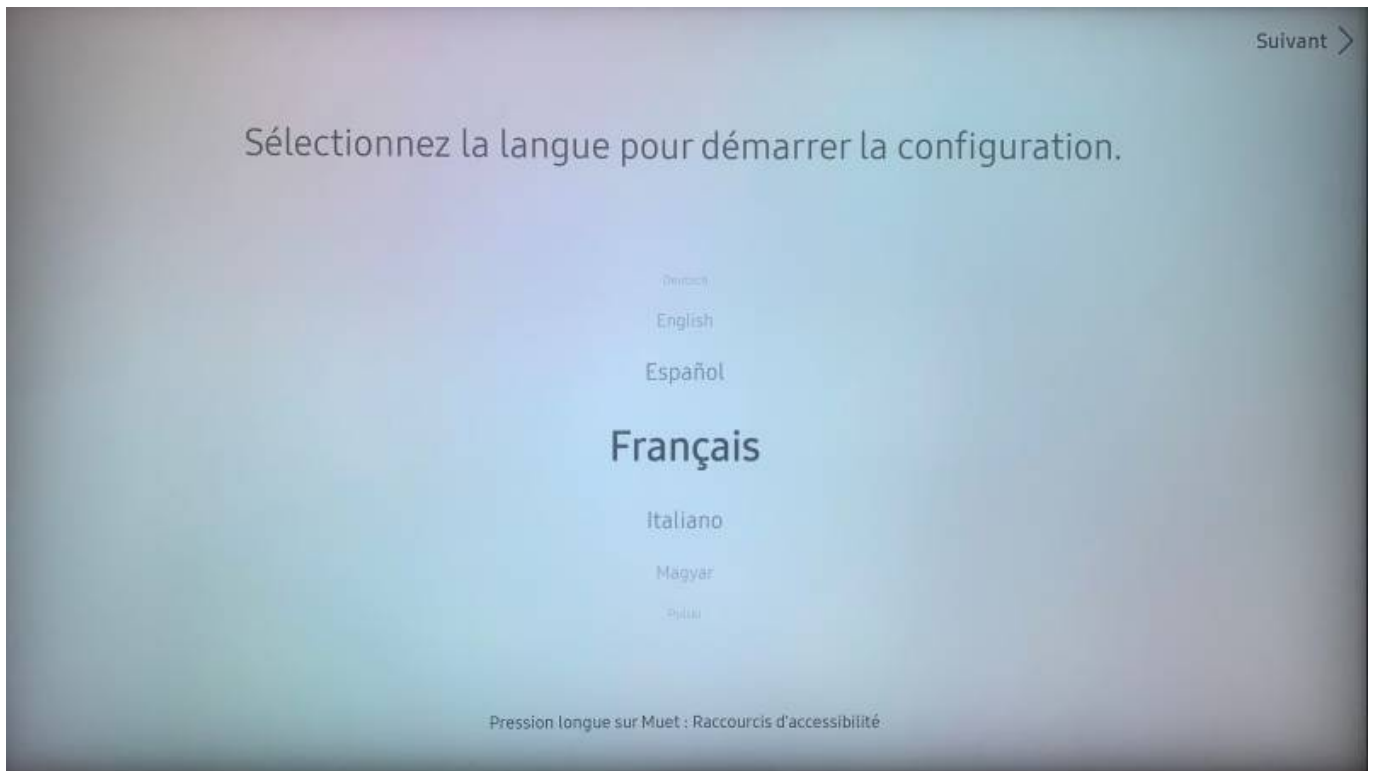 Suivant
Sélectionnez la langue pour démarrer la configuration.
Deutsch
English
Español
Français
Italiano
Magyar
Polski
Pression longue sur Muet : Raccourcis d'accessibilité